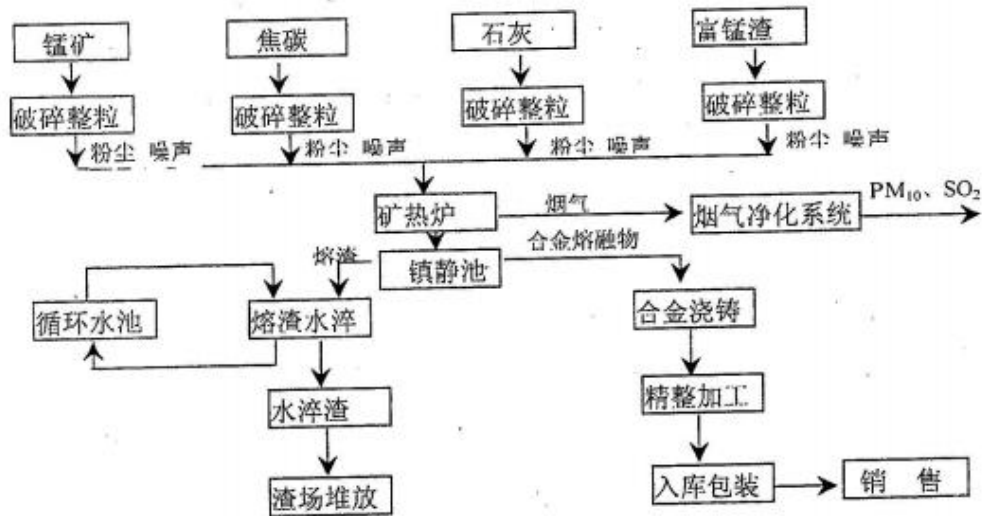 锰矿 焦碳 石灰 富锰渣
破碎整粒 破碎整粒 破碎整粒 破碎整粒
粉尘 噪声 粉尘 噪声 粉尘 噪声 粉尘 噪声
矿热炉 烟气 烟气净化系统 PM₁₀、SO₂
熔渣 镇静池 合金熔融物
循环水池 熔渣水淬 合金浇铸
水淬渣 精整加工
渣场堆放 入库包装 销 售